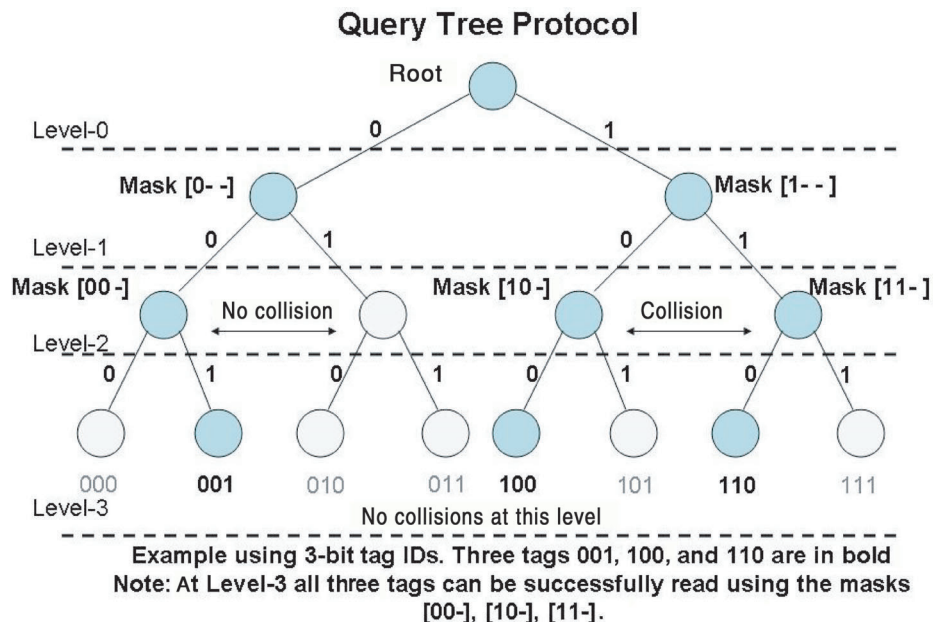 Query Tree Protocol
Root
Level-0
0 1
Mask [0- -] Mask [1- - ]
Level-1
0 1 0 1
Mask [00 -] Mask [10 -] Mask [11- ]
No collision Collision
Level-2
0 1 0 1 0 1 0 1
000 001 010 011 100 101 110 111
Level-3
No collisions at this level
Example using 3-bit tag IDs. Three tags 001, 100, and 110 are in bold
Note: At Level-3 all three tags can be successfully read using the masks
[00-], [10-], [11-].